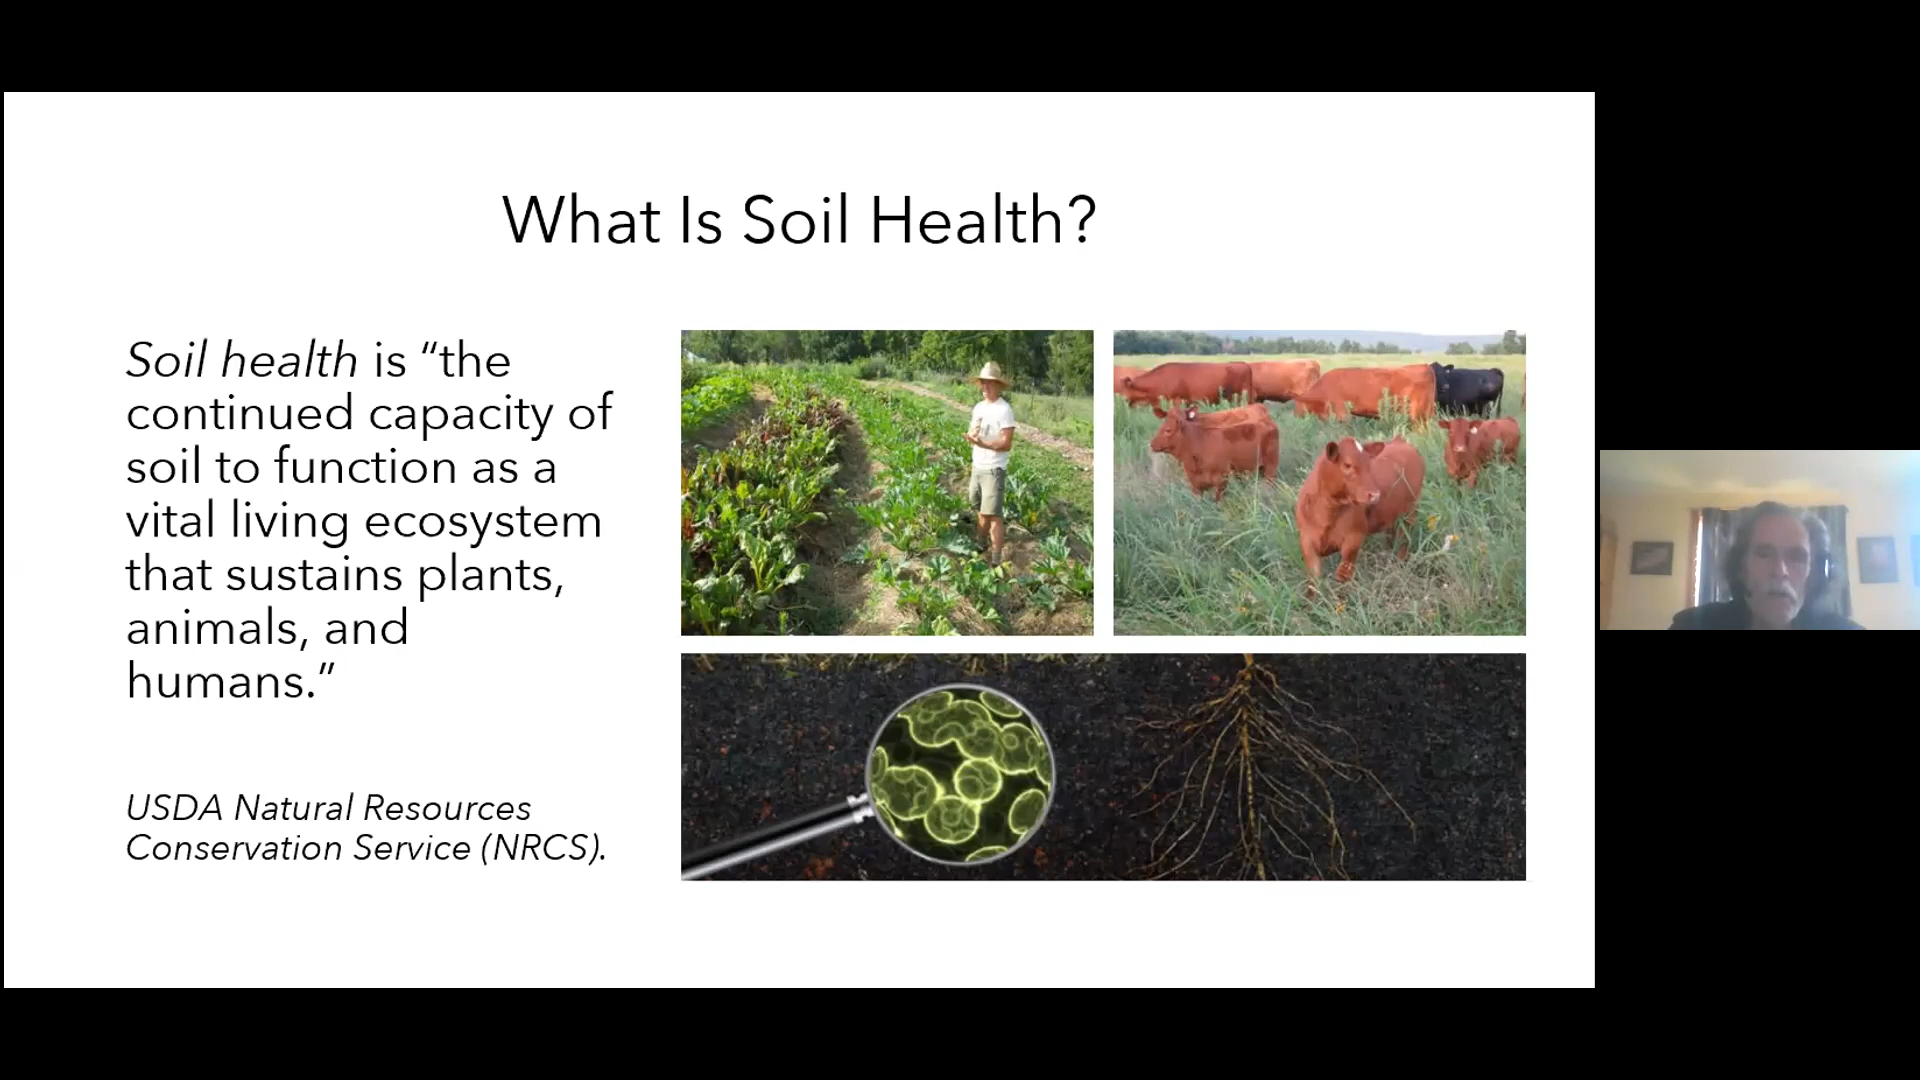 What Is Soil Health?
Soil health is “the
continued capacity of
soil to function as a
vital living ecosystem
that sustains plants,
animals, and
humans.”
USDA Natural Resources
Conservation Service (NRCS).